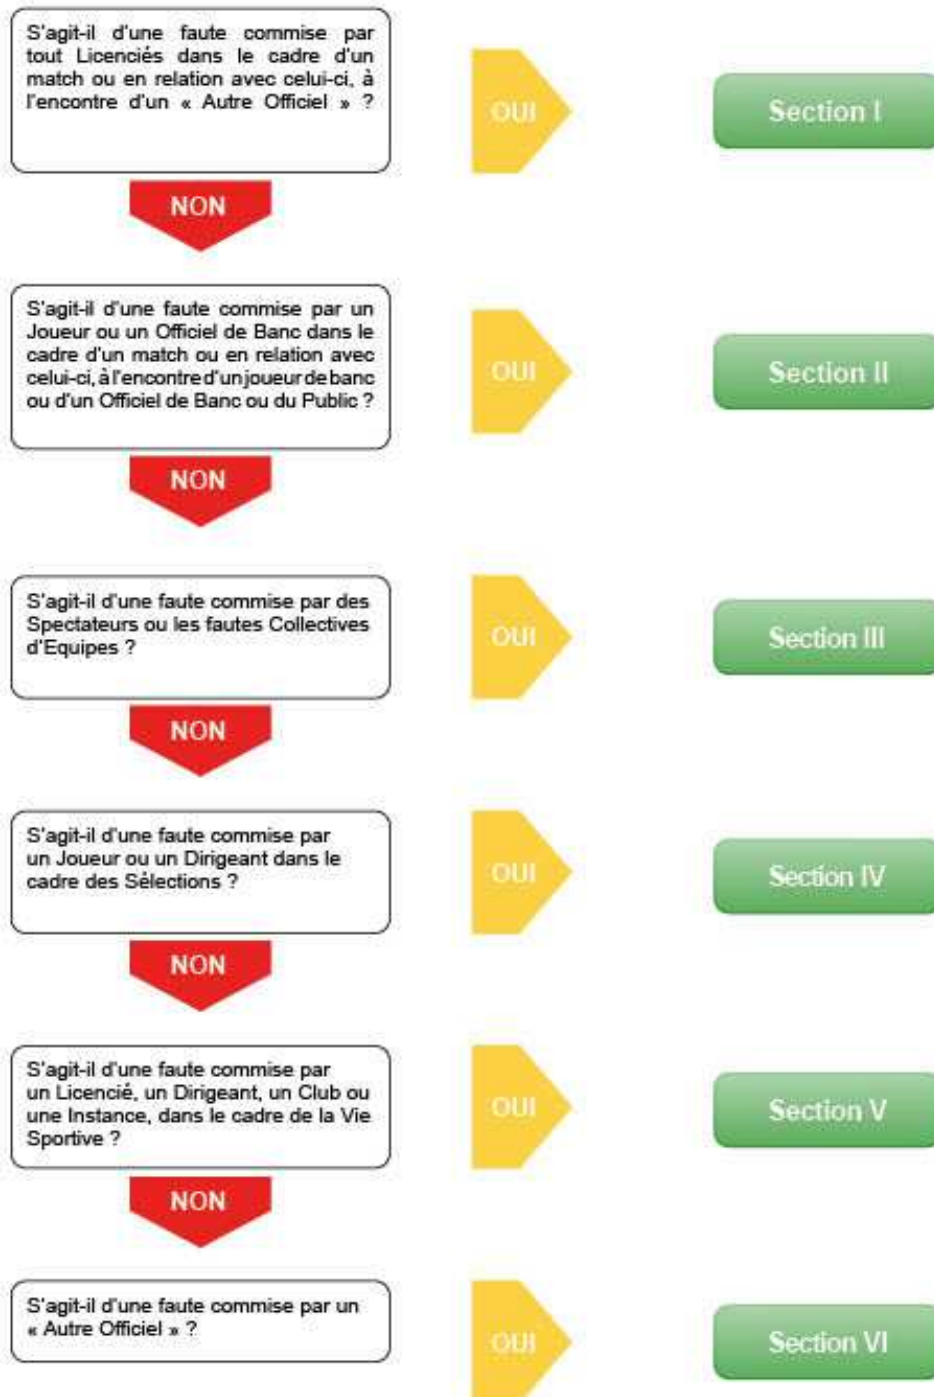 S'agit-il d'une faute commise par
tout Licenciés dans le cadre d'un
match ou en relation avec celui-ci, à
l'encontre d'un « Autre Officiel » ?
OUI
Section I
NON
S'agit-il d'une faute commise par un
Joueur ou un Officiel de Banc dans le
cadre d'un match ou en relation avec
celui-ci, à l'encontre d'un joueur de banc
ou d'un Officiel de Banc ou du Public ?
OUI
Section II
NON
S'agit-il d'une faute commise par des
Spectateurs ou les fautes Collectives
d'Equipes ?
OUI
Section III
NON
S'agit-il d'une faute commise par
un Joueur ou un Dirigeant dans le
cadre des Sélections ?
OUI
Section IV
NON
S'agit-il d'une faute commise par
un Licencié, un Dirigeant, un Club ou
une Instance, dans le cadre de la Vie
Sportive ?
OUI
Section V
NON
S'agit-il d'une faute commise par un
« Autre Officiel » ?
OUI
Section VI